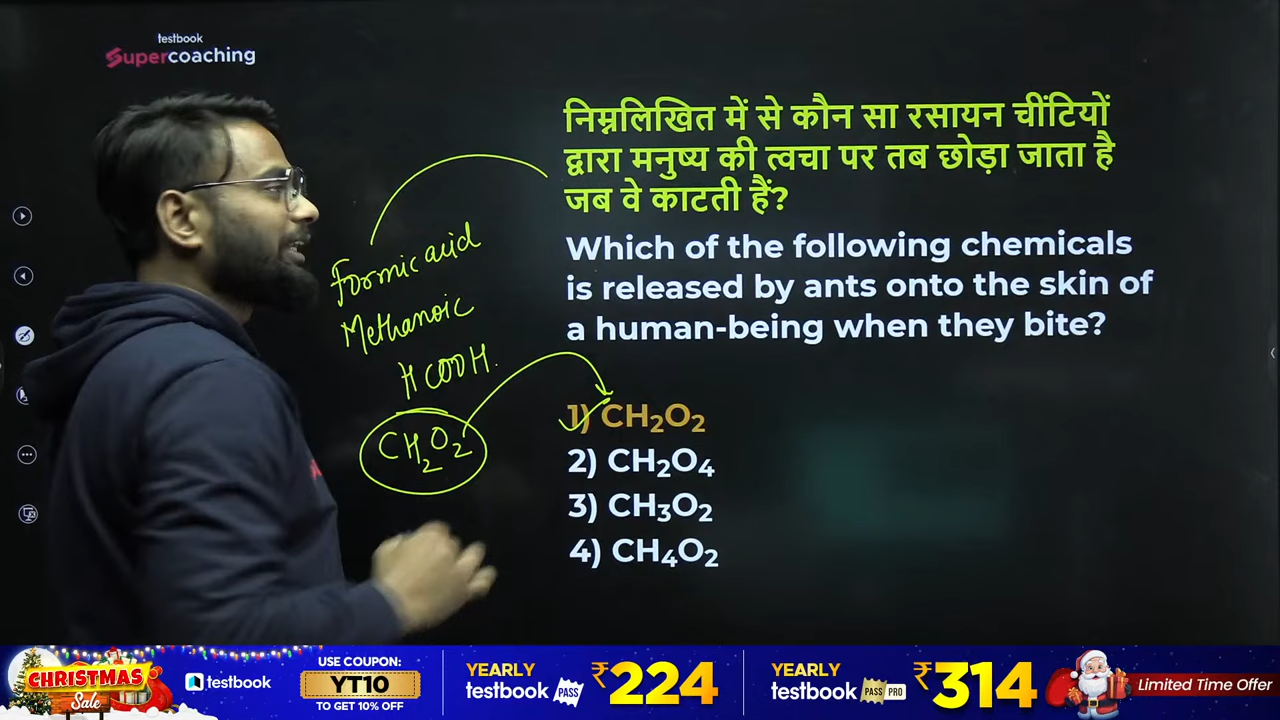 testbook
Supercoaching
निम्नलिखित में से कौन सा रसायन चींटियों
द्वारा मनुष्य की त्वचा पर तब छोड़ा जाता है
जब वे काटती हैं?
Which of the following chemicals
is released by ants onto the skin of
a human-being when they bite?
Formic acid
Methanoic
HCOOH.
CH₂O₂
1) CH₂O₂
2) CH₂O₄
3) CH₃O₂
4) CH₄O₂
CHRISTMAS
Sale
testbook
USE COUPON:
YT10
TO GET 10% OFF
YEARLY
testbook PASS
₹224
YEARLY
testbook PASS PRO
₹314
Limited Time Offer